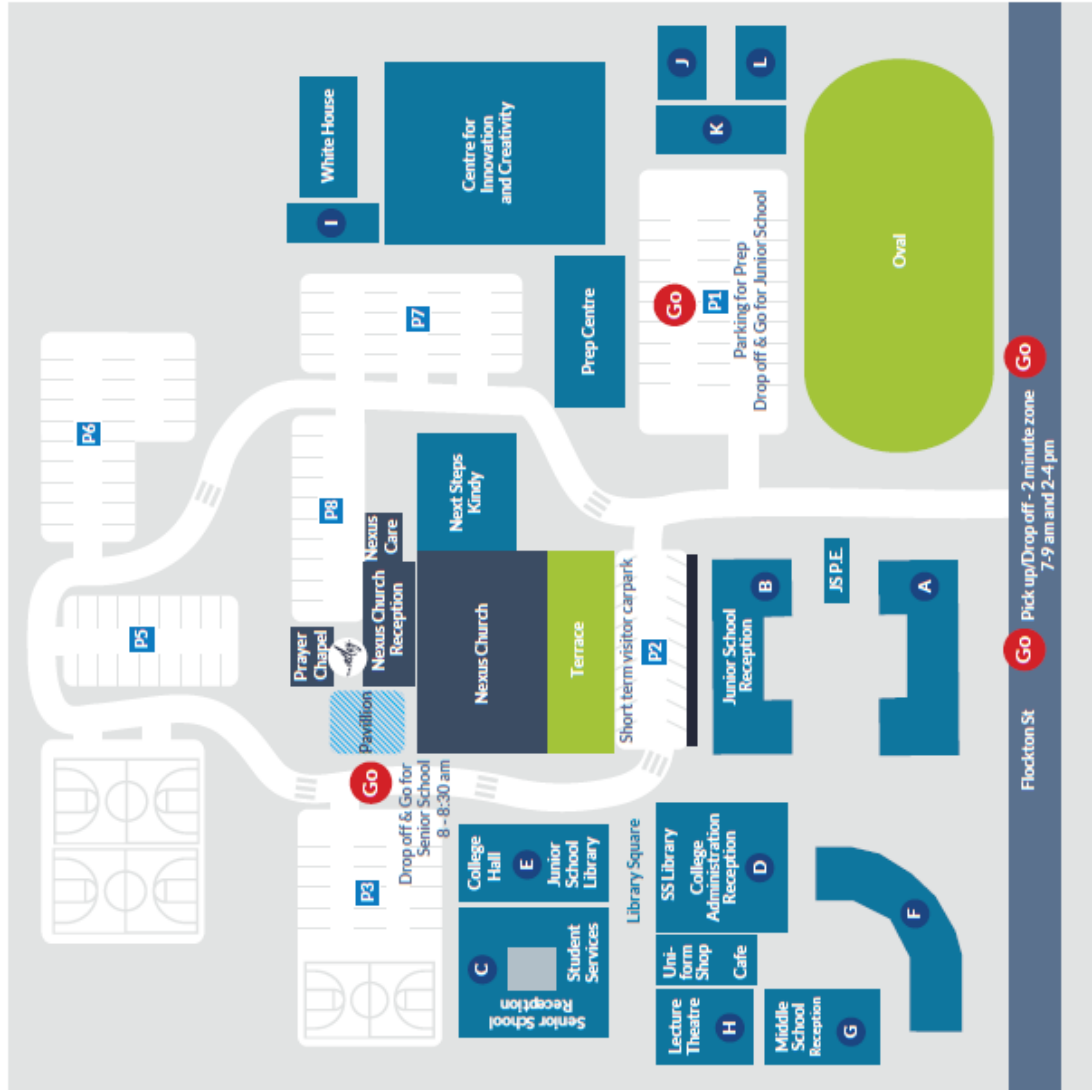 White House
I
Centre for
Innovation
and Creativity
J
L
K
P6
P7
Prep Centre
Go
P1
Parking for Prep
Drop off & Go for Junior School
Oval
P5
P8
Prayer
Chapel
Nexus
Care
Nexus Church
Reception
Next Steps
Kindy
Nexus Church
Terrace
Pavillion
Short term visitor carpark
P2
Junior School
Reception
B
JS P.E.
A
Go
Drop off & Go for
Senior School
8 - 8:30 am
P3
College
Hall
E
Junior
School
Library
C
Student
Services
Senior School
Reception
Library Square
SS Library
College
Administration
Reception
D
Uni-
form
Shop
Cafe
Lecture
Theatre
H
Middle
School
Reception
G
F
Flockton St
Go
Pick up/Drop off - 2 minute zone
7-9 am and 2-4 pm
Go